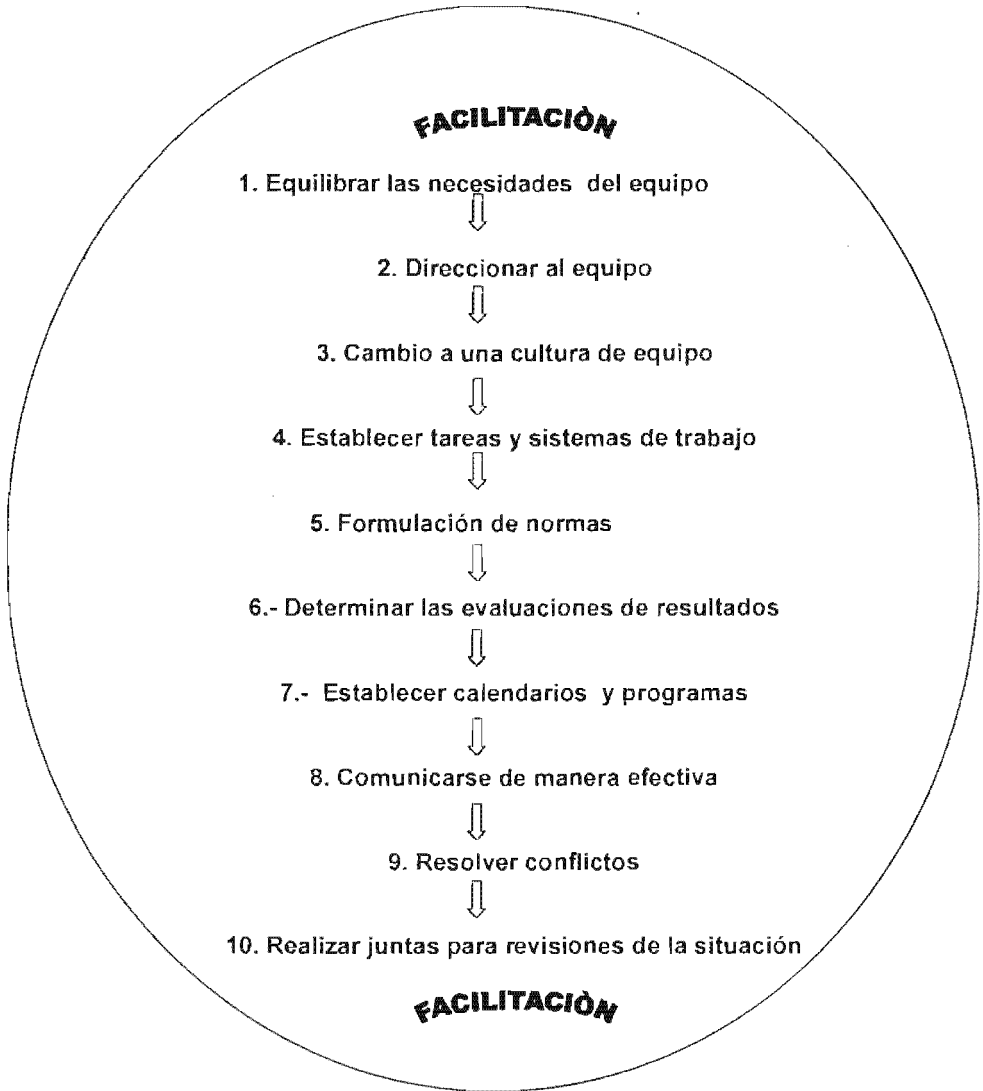 FACILITACIÒN
1. Equilibrar las necesidades del equipo
2. Direccionar al equipo
3. Cambio a una cultura de equipo
4. Establecer tareas y sistemas de trabajo
5. Formulación de normas
6.- Determinar las evaluaciones de resultados
7.- Establecer calendarios y programas
8. Comunicarse de manera efectiva
9. Resolver conflictos
10. Realizar juntas para revisiones de la situación
FACILITACIÒN